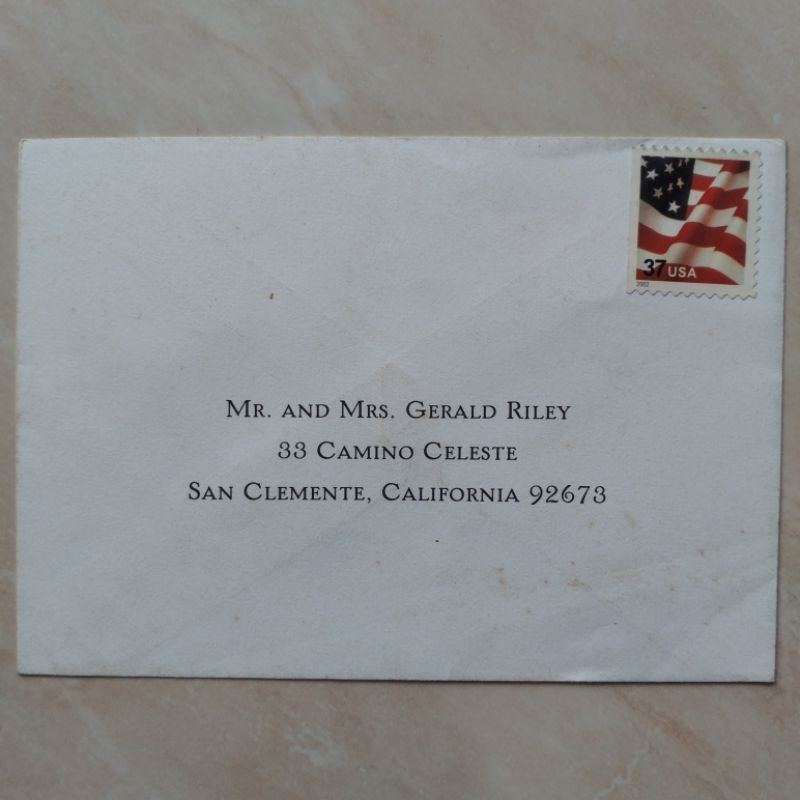 37 USA
2002
Mr. and Mrs. Gerald Riley
33 Camino Celeste
San Clemente, California 92673